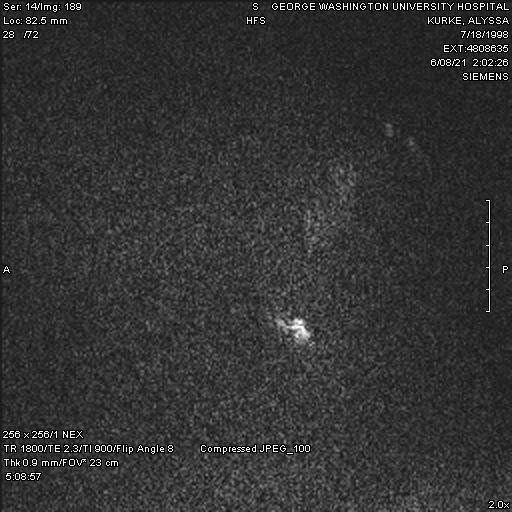 Ser: 14/Img: 189
Loc: 82.5 mm
28 /72
S
HFS
GEORGE WASHINGTON UNIVERSITY HOSPITAL
KURKE, ALYSSA
7/18/1998
EXT:4808635
6/08/21 2:02:26
SIEMENS
A
P
256 x 256/1 NEX
TR 1800/TE 2.3/TI 900/Flip Angle 8
Thk 0.9 mm/FOV* 23 cm
5:08:57
Compressed JPEG_100
2.0x